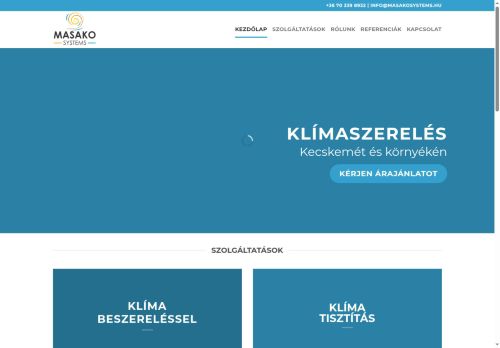 +36 70 339 8933 | INFO@MASAKOSYSTEMS.HU
MASAKO
SYSTEMS
KEZDŐLAP SZOLGÁLTATÁSOK RÓLUNK REFERENCIÁK KAPCSOLAT
KLÍMASZERELÉS
Kecskemét és környékén
KÉRJEN ÁRAJÁNLATOT
SZOLGÁLTATÁSOK
KLÍMA
BESZERELÉSSEL
KLÍMA
TISZTÍTÁS